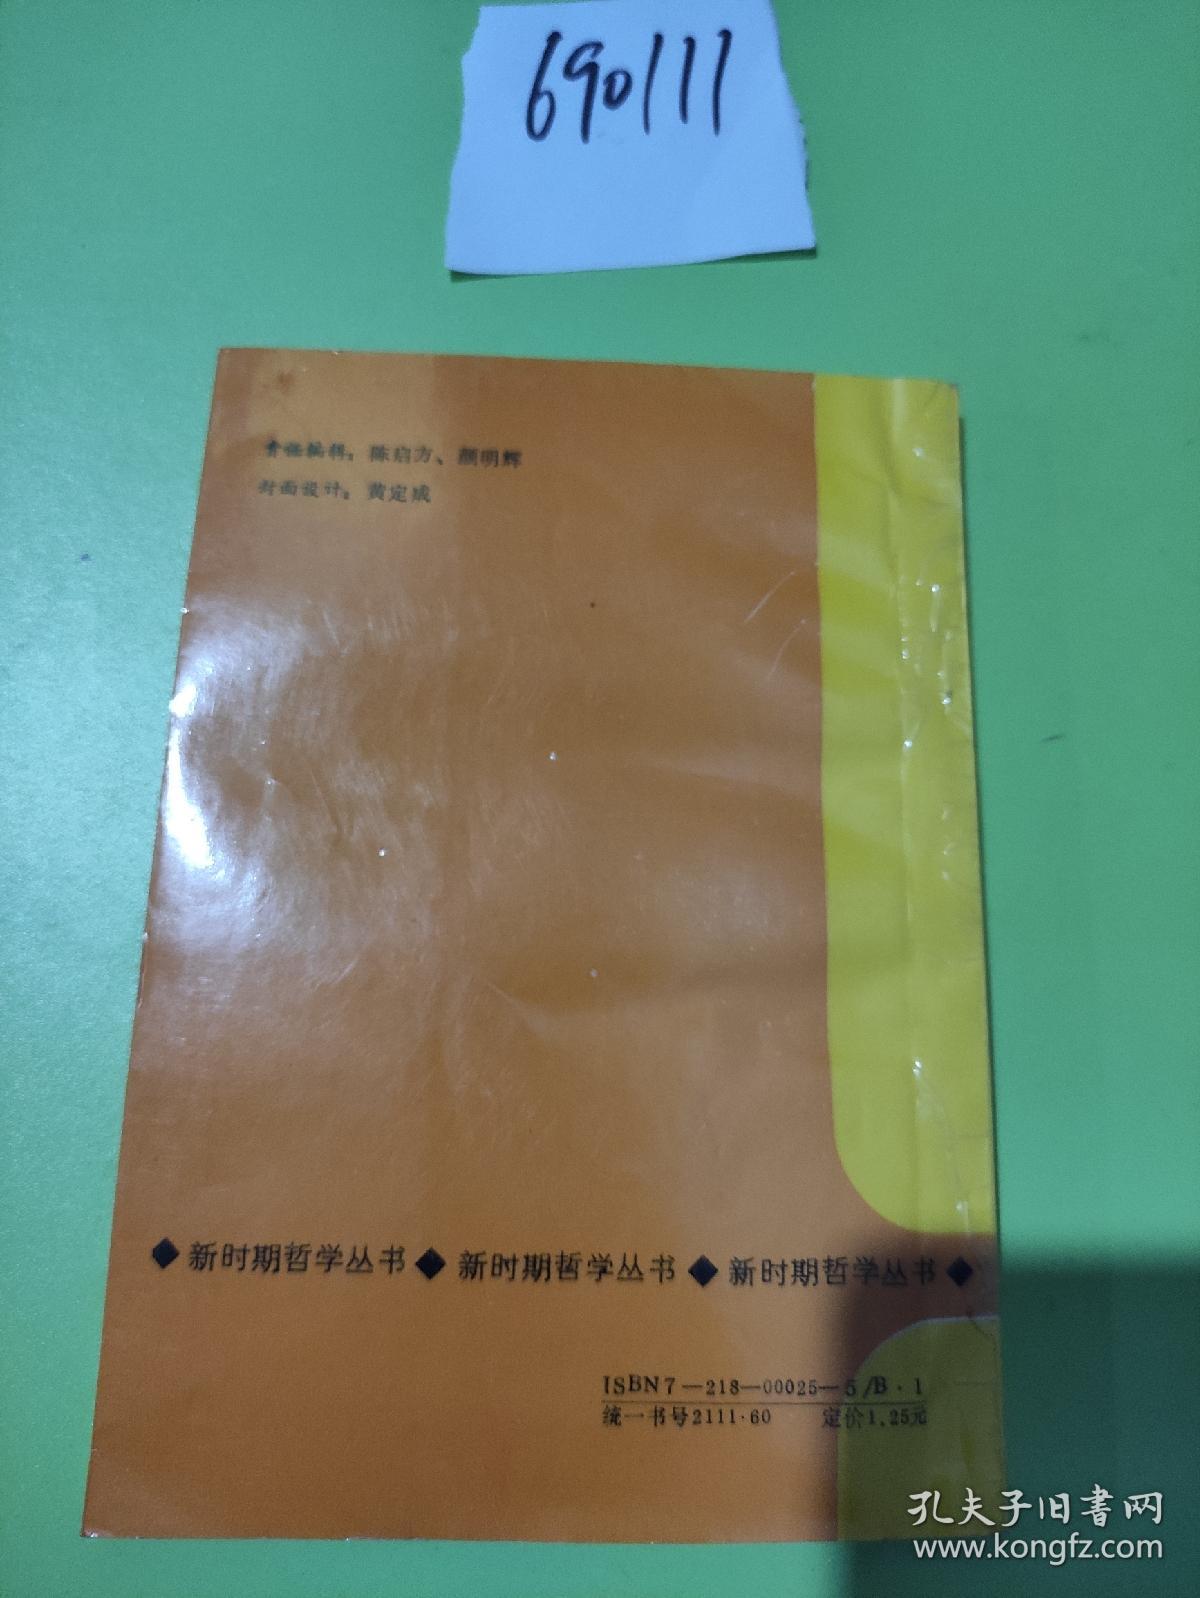 690111
责任编辑：陈启方、颜明辉
封面设计：黄定成
◆新时期哲学丛书◆新时期哲学丛书◆新时期哲学丛书◆
ISBN7—218—00025—5/B·1
统一书号2111·60 定价1.25元
孔夫子旧书网
www.kongfz.com